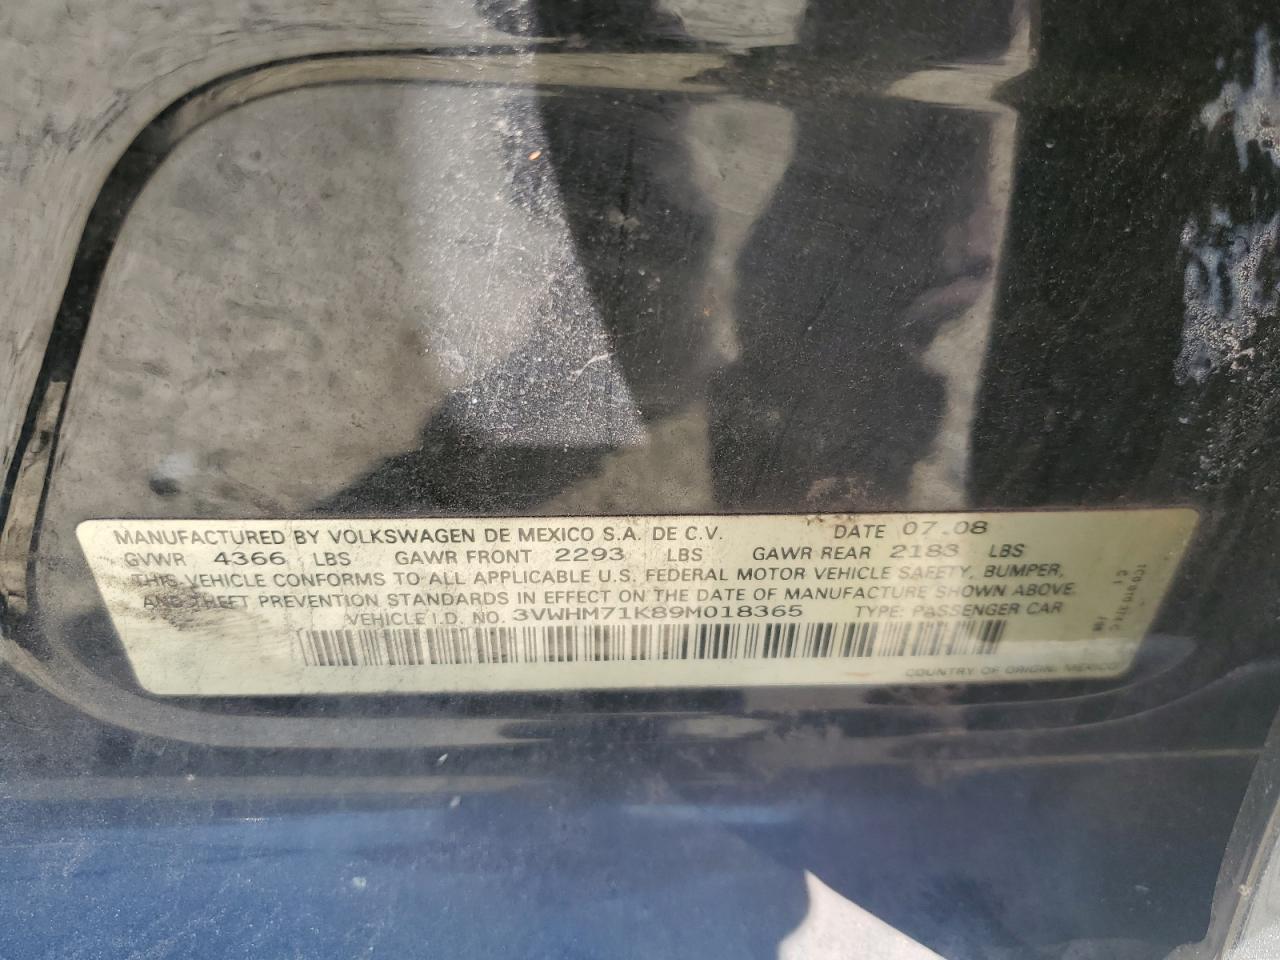 MANUFACTURED BY VOLKSWAGEN DE MEXICO S.A. DE C.V. DATE 07.08
GVWR 4366 LBS GAWR FRONT 2293 LBS GAWR REAR 2183 LBS
THIS VEHICLE CONFORMS TO ALL APPLICABLE U.S. FEDERAL MOTOR VEHICLE SAFETY, BUMPER,
AND THEFT PREVENTION STANDARDS IN EFFECT ON THE DATE OF MANUFACTURE SHOWN ABOVE.
VEHICLE I.D. NO. 3VWHM71K89M018365 TYPE: PASSENGER CAR
COUNTRY OF ORIGIN: MEXICO